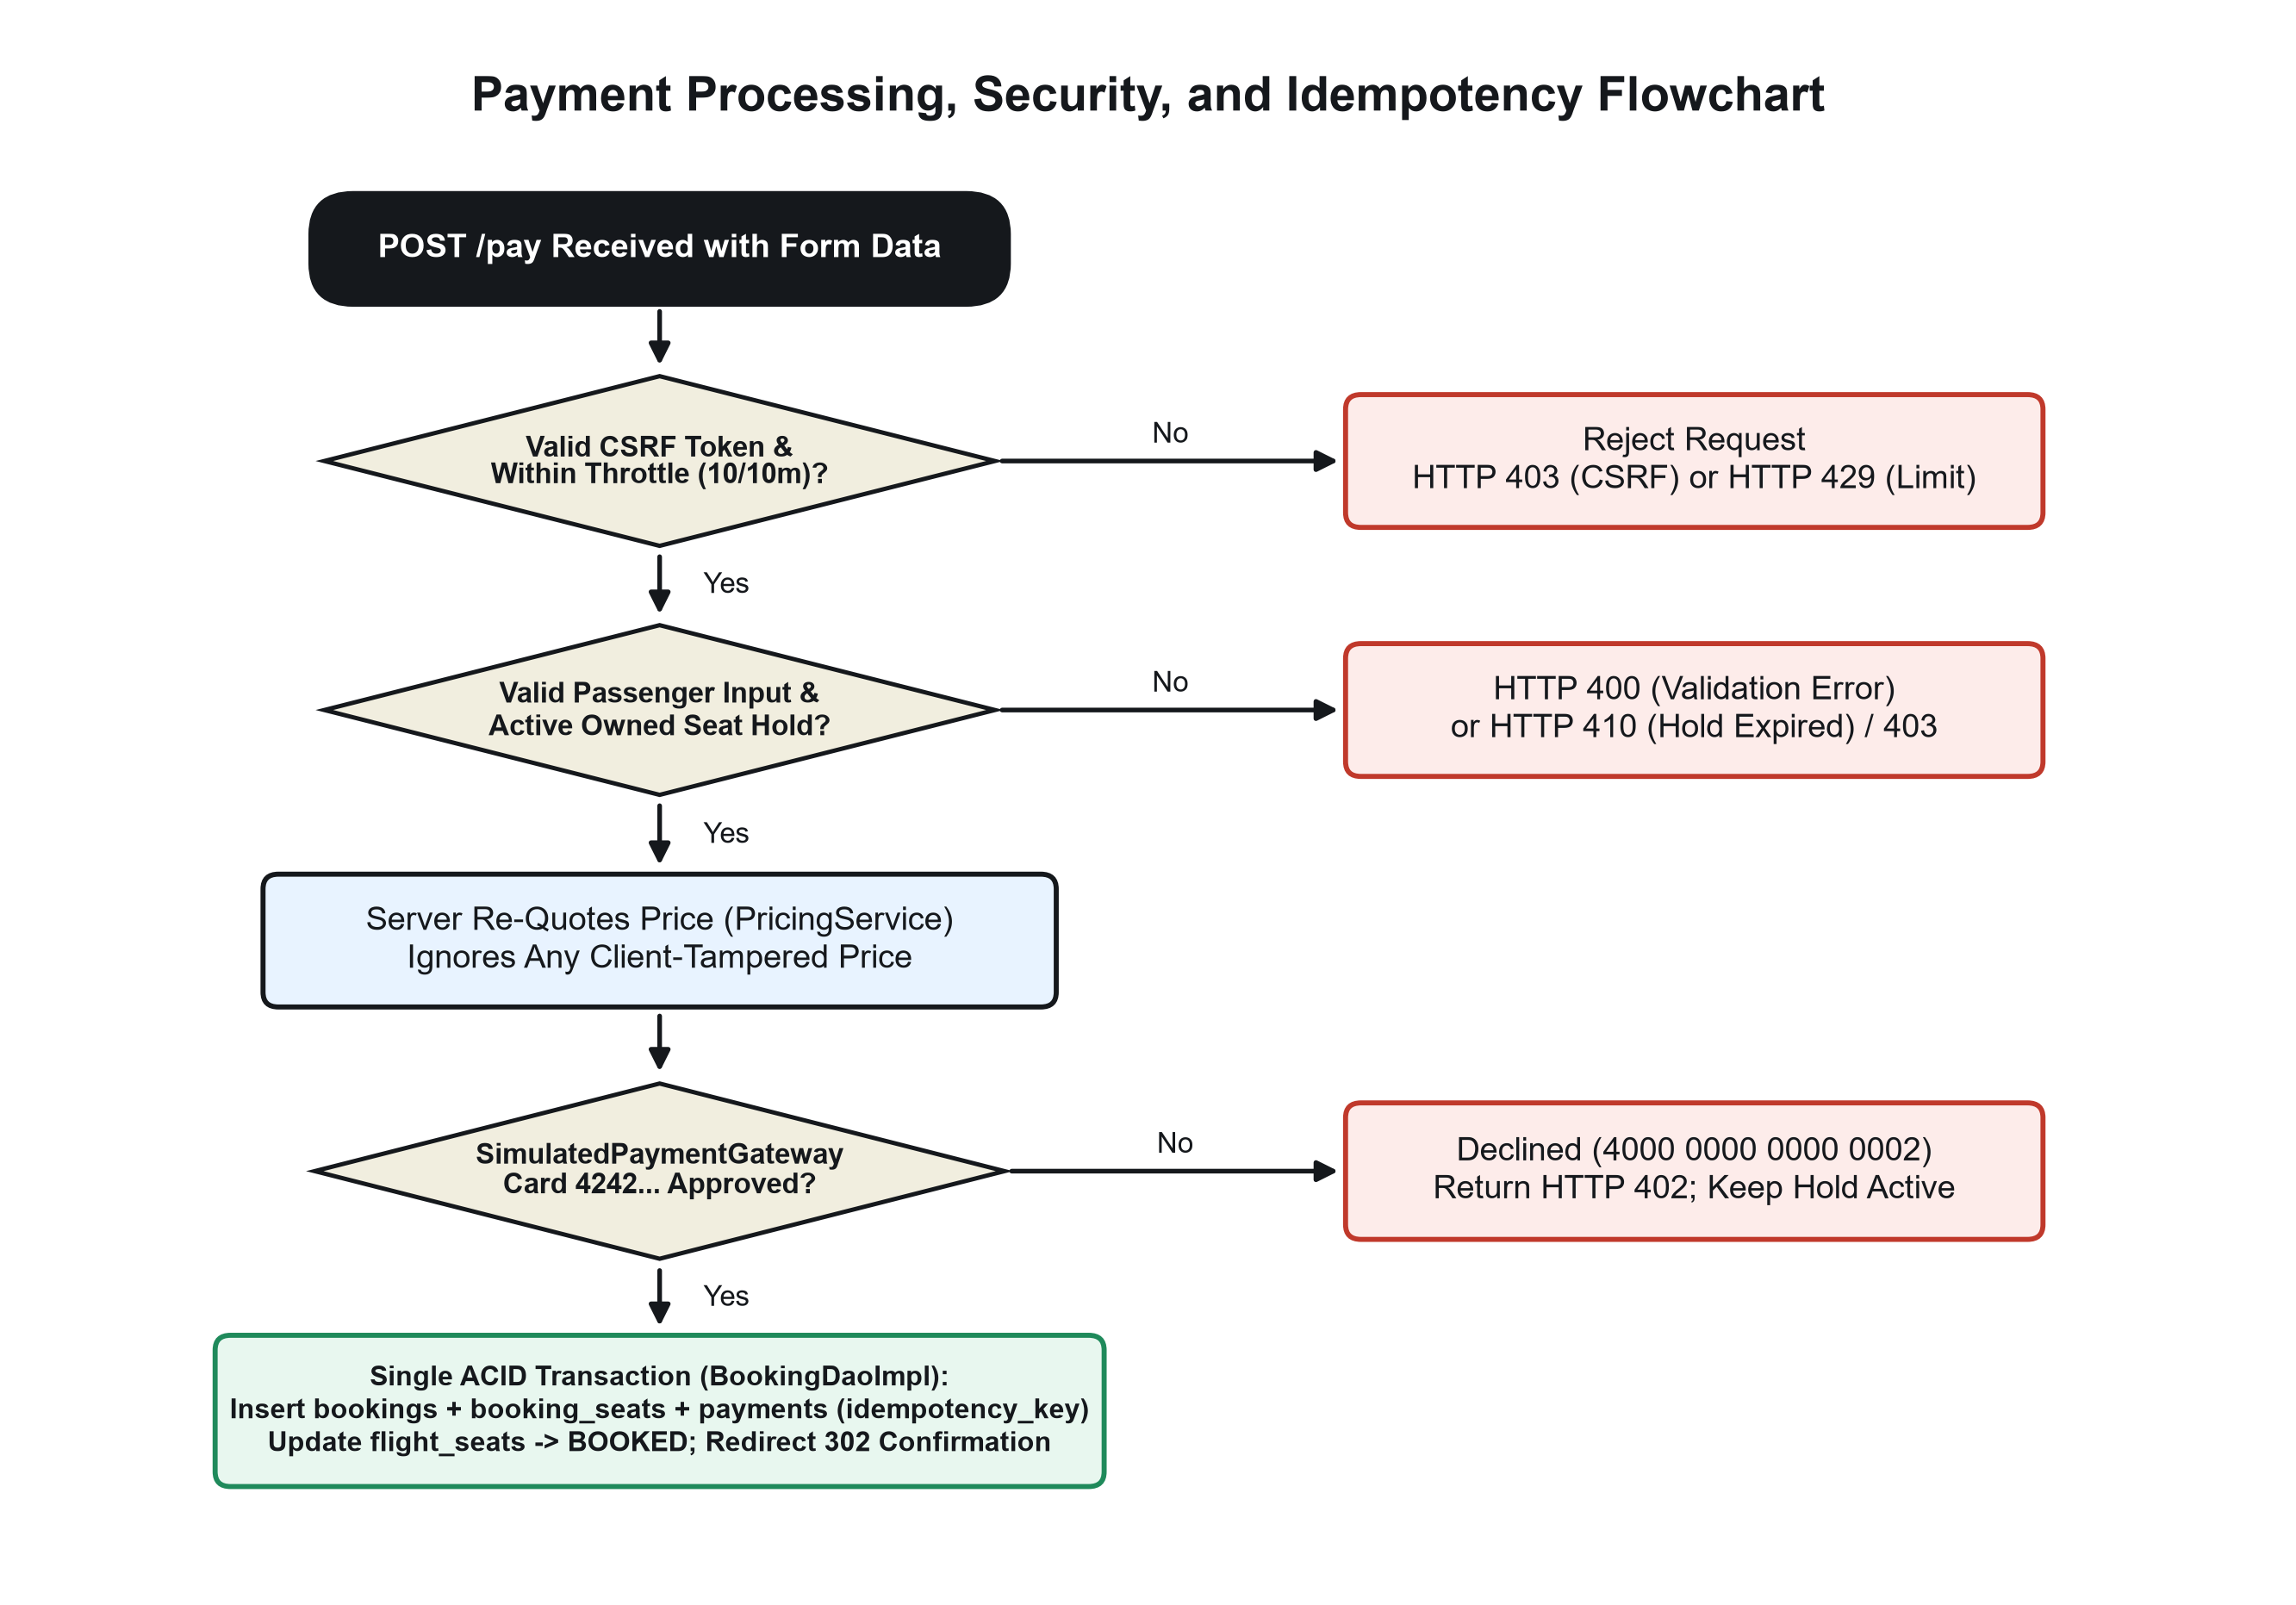 Payment Processing, Security, and Idempotency Flowchart
POST /pay Received with Form Data
Valid CSRF Token &
Within Throttle (10/10m)?
No
Reject Request
HTTP 403 (CSRF) or HTTP 429 (Limit)
Yes
Valid Passenger Input &
Active Owned Seat Hold?
No
HTTP 400 (Validation Error)
or HTTP 410 (Hold Expired) / 403
Yes
Server Re-Quotes Price (PricingService)
Ignores Any Client-Tampered Price
SimulatedPaymentGateway
Card 4242... Approved?
No
Declined (4000 0000 0000 0002)
Return HTTP 402; Keep Hold Active
Yes
Single ACID Transaction (BookingDaoImpl):
Insert bookings + booking_seats + payments (idempotency_key)
Update flight_seats -> BOOKED; Redirect 302 Confirmation